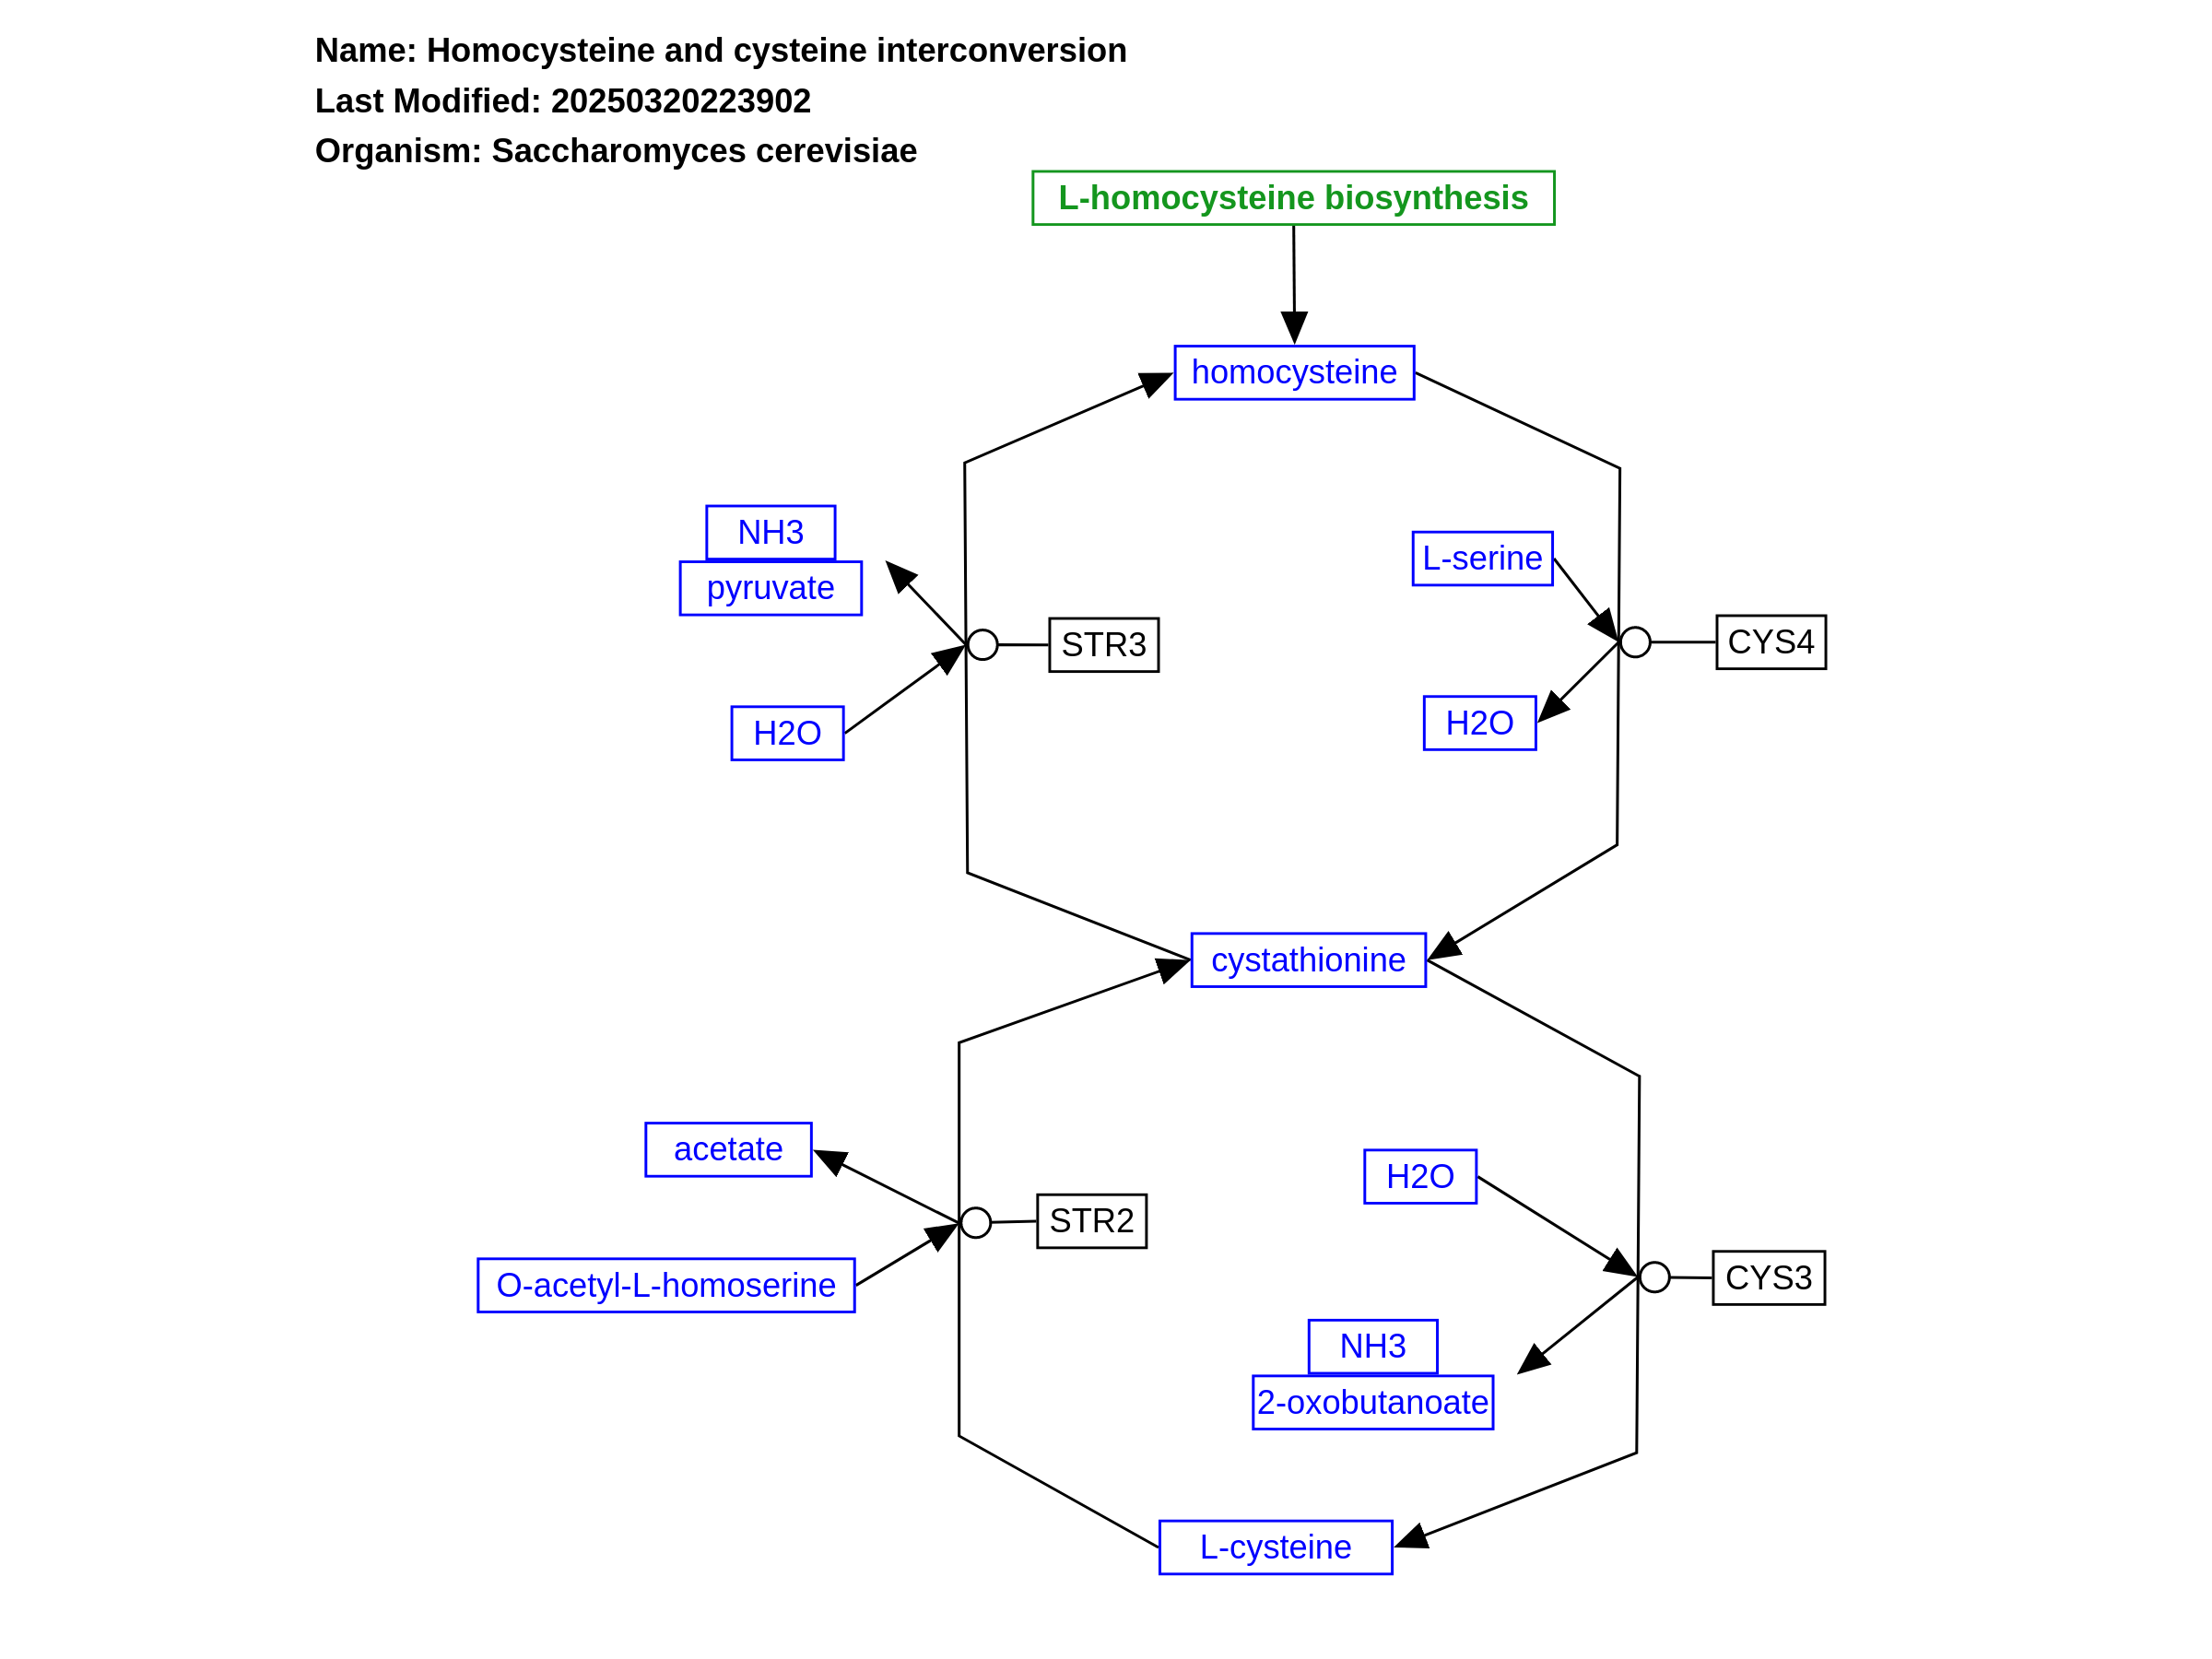 Name: Homocysteine and cysteine interconversion
Last Modified: 20250320223902
Organism: Saccharomyces cerevisiae
L-homocysteine biosynthesis
homocysteine
NH3
pyruvate
L-serine
STR3
CYS4
H2O
H2O
cystathionine
acetate
H2O
STR2
O-acetyl-L-homoserine
CYS3
NH3
2-oxobutanoate
L-cysteine